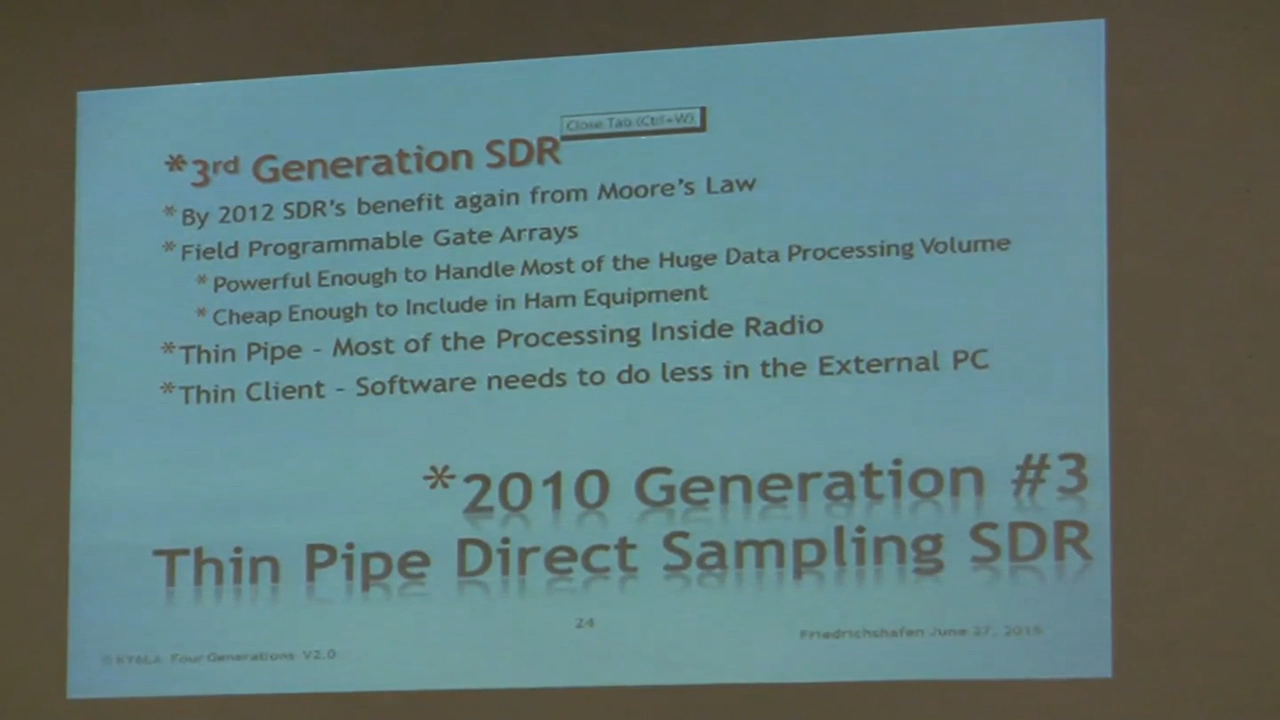 Close Tab (Ctrl+W)
*3rd Generation SDR
*By 2012 SDR's benefit again from Moore's Law
*Field Programmable Gate Arrays
*Powerful Enough to Handle Most of the Huge Data Processing Volume
*Cheap Enough to Include in Ham Equipment
*Thin Pipe - Most of the Processing Inside Radio
*Thin Client - Software needs to do less in the External PC
*2010 Generation #3
Thin Pipe Direct Sampling SDR
24
Friedrichshafen June 27,
© Four Generations V2.0